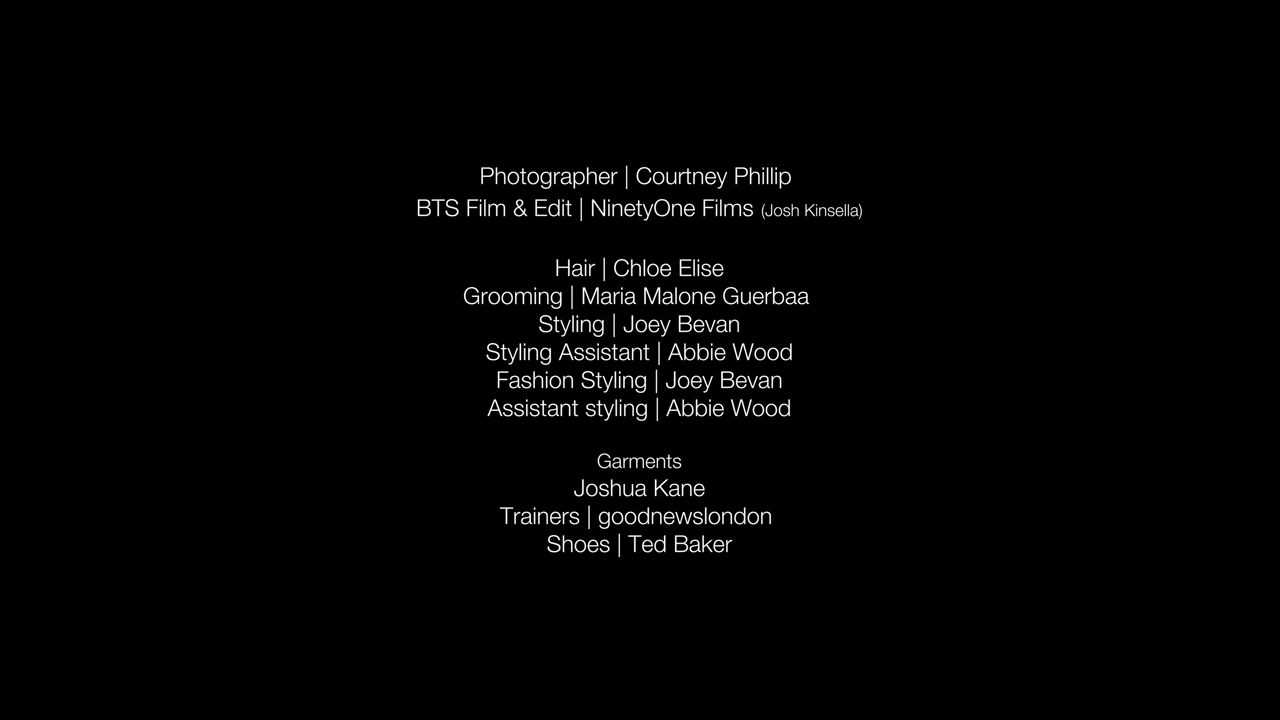 Photographer | Courtney Phillip
BTS Film & Edit | NinetyOne Films (Josh Kinsella)
Hair | Chloe Elise
Grooming | Maria Malone Guerbaa
Styling | Joey Bevan
Styling Assistant | Abbie Wood
Fashion Styling | Joey Bevan
Assistant styling | Abbie Wood
Garments
Joshua Kane
Trainers | goodnewslondon
Shoes | Ted Baker